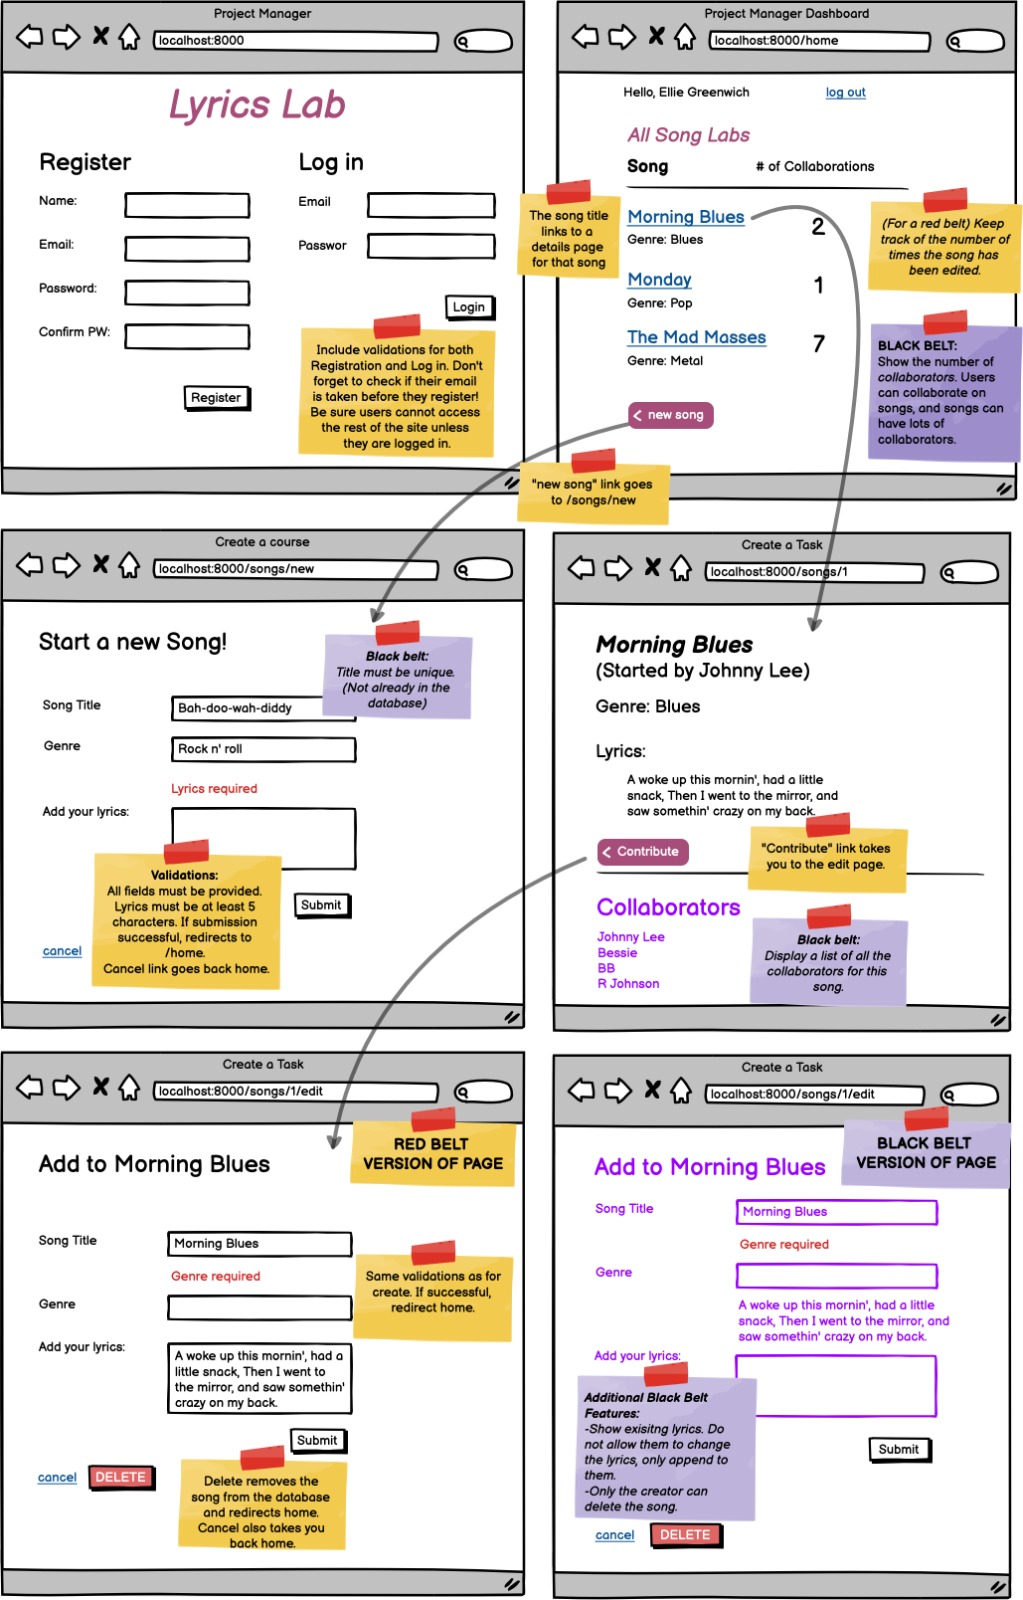 Project Manager
localhost:8000
Lyrics Lab
Register
Name:
Email:
Password:
Confirm PW:
Register
Log in
Email
Passwor
Login
Include validations for both
Registration and Log in. Don't
forget to check if their email
is taken before they register!
Be sure users cannot access
the rest of the site unless
they are logged in.
Project Manager Dashboard
localhost:8000/home
Hello, Ellie Greenwich
log out
All Song Labs
Song
# of Collaborations
The song title
links to a
details page
for that song
Morning Blues
2
Genre: Blues
Monday
1
Genre: Pop
The Mad Masses
7
Genre: Metal
< new song
(For a red belt) Keep
track of the number of
times the song has
been edited.
BLACK BELT:
Show the number of
collaborators. Users
can collaborate on
songs, and songs can
have lots of
collaborators.
"new song" link goes
to /songs/new
Create a course
localhost:8000/songs/new
Start a new Song!
Black belt:
Title must be unique.
(Not already in the
database)
Song Title
Bah-doo-wah-diddy
Genre
Rock n' roll
Lyrics required
Add your lyrics:
Validations:
All fields must be provided.
Lyrics must be at least 5
characters. If submission
successful, redirects to
/home.
Cancel link goes back home.
Submit
cancel
Create a Task
localhost:8000/songs/1
Morning Blues
(Started by Johnny Lee)
Genre: Blues
Lyrics:
A woke up this mornin', had a little
snack, Then I went to the mirror, and
saw somethin' crazy on my back.
< Contribute
"Contribute" link takes
you to the edit page.
Collaborators
Johnny Lee
Bessie
BB
R Johnson
Black belt:
Display a list of all the
collaborators for this
song.
Create a Task
localhost:8000/songs/1/edit
RED BELT
VERSION OF PAGE
Add to Morning Blues
Song Title
Morning Blues
Genre required
Genre
Same validations as for
create. If successful,
redirect home.
Add your lyrics:
A woke up this mornin', had a
little snack, Then I went to
the mirror, and saw somethin'
crazy on my back.
Submit
cancel
DELETE
Delete removes the
song from the database
and redirects home.
Cancel also takes you
back home.
Create a Task
localhost:8000/songs/1/edit
BLACK BELT
VERSION OF PAGE
Add to Morning Blues
Song Title
Morning Blues
Genre required
Genre
A woke up this mornin', had a little
snack, Then I went to the mirror, and
saw somethin' crazy on my back.
Add your lyrics:
Additional Black Belt
Features:
-Show exisitng lyrics. Do
not allow them to change
the lyrics, only append to
them.
-Only the creator can
delete the song.
Submit
cancel
DELETE